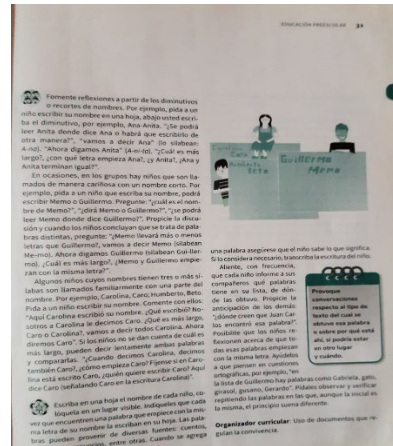 EDUCACIÓN PREESCOLAR 31
Fomente reflexiones a partir de los diminutivos
o recortes de nombres. Por ejemplo, pida a un
niño escribir su nombre en una hoja, abajo usted escri-
ba el diminutivo, por ejemplo, Ana-Anita. "¿Se podrá
leer Anita donde dice Ana o habrá que escribirlo de
otra manera?", "vamos a decir Ana" (lo silabean:
A-na). "Ahora digamos Anita" (A-ni-ta). "¿Cuál es más
largo?, ¿con qué letra empieza Ana?, ¿y Anita?, ¿Ana y
Anita terminan igual?".
En ocasiones, en los grupos hay niños que son lla-
mados de manera cariñosa con un nombre corto. Por
ejemplo, pida a un niño que escriba su nombre, podrá
escribir Memo o Guillermo. Pregunte: "¿cuál es el nom-
bre de Memo?", "¿dirá Memo o Guillermo?", "¿se podrá
leer Memo donde dice Guillermo?". Propicie la discu-
sión y cuando los niños concluyan que se trata de pala-
bras distintas, pregunte: "¿Memo llevará más o menos
letras que Guillermo?, vamos a decir Memo (silabean
Me-mo). Ahora digamos Guillermo (silabean Gui-ller-
mo). ¿Cuál es más largo?, ¿Memo y Guillermo empie-
zan con la misma letra?".
Algunos niños cuyos nombres tienen tres o más sí-
labas son llamados familiarmente con una parte del
nombre. Por ejemplo, Carolina, Caro; Humberto, Beto.
Pida a un niño escribir su nombre. Comente con ellos:
"Aquí Carolina escribió su nombre. ¿Qué escribió? No-
sotros a Carolina le decimos Caro. ¿Qué es más largo,
Caro o Carolina?, vamos a decir todos Carolina. Ahora
diremos Caro". Si los niños no se dan cuenta de cuál es
más largo, pueden decir lentamente ambas palabras
y compararlas. "¿Cuando decimos Carolina, decimos
también Caro?, ¿cómo empieza Caro? Fíjense si en Caro-
lina está escrito Caro, ¿quién quiere escribir Caro? Aquí
dice Caro (señalando Caro en la escritura Carolina)".
Escriba en una hoja el nombre de cada niño, co-
lóquela en un lugar visible. Indíqueles que cada
vez que encuentren una palabra que empiece con la mis-
ma letra de su nombre la escriban en su hoja. Las pala-
bras pueden provenir de diversas fuentes: cuentos,
entre otras. Cuando se agrega
Carolina
Caro
Humberto
Beto
Guillermo
Memo
una palabra asegúrese que el niño sabe lo que significa.
Si la considera necesario, transcriba la escritura del niño.
Aliente, con frecuencia,
que cada niño informe a sus
compañeros qué palabras
tiene en su lista, de dón-
de las obtuvo. Propicie la
anticipación de los demás:
"¿dónde creen que Juan Car-
los encontró esa palabra?".
Posibilite que los niños re-
flexionen acerca de que to-
das esas palabras empiezan
con la misma letra. Ayúdelos
a que piensen en cuestiones
ortográficas, por ejemplo, "en
la lista de Guillermo hay palabras como Gabriela, gato,
girasol, gusano, Gerardo". Pídales observar y verificar
repitiendo las palabras en las que, aunque la inicial es
la misma, el principio suena diferente.
Organizador curricular: Uso de documentos que re-
gulan la convivencia.
Provoque
conversaciones
respecto al tipo de
texto del cual se
obtuvo esa palabra
o sobre por qué está
ahí, si podría estar
en otro lugar
y cuándo.